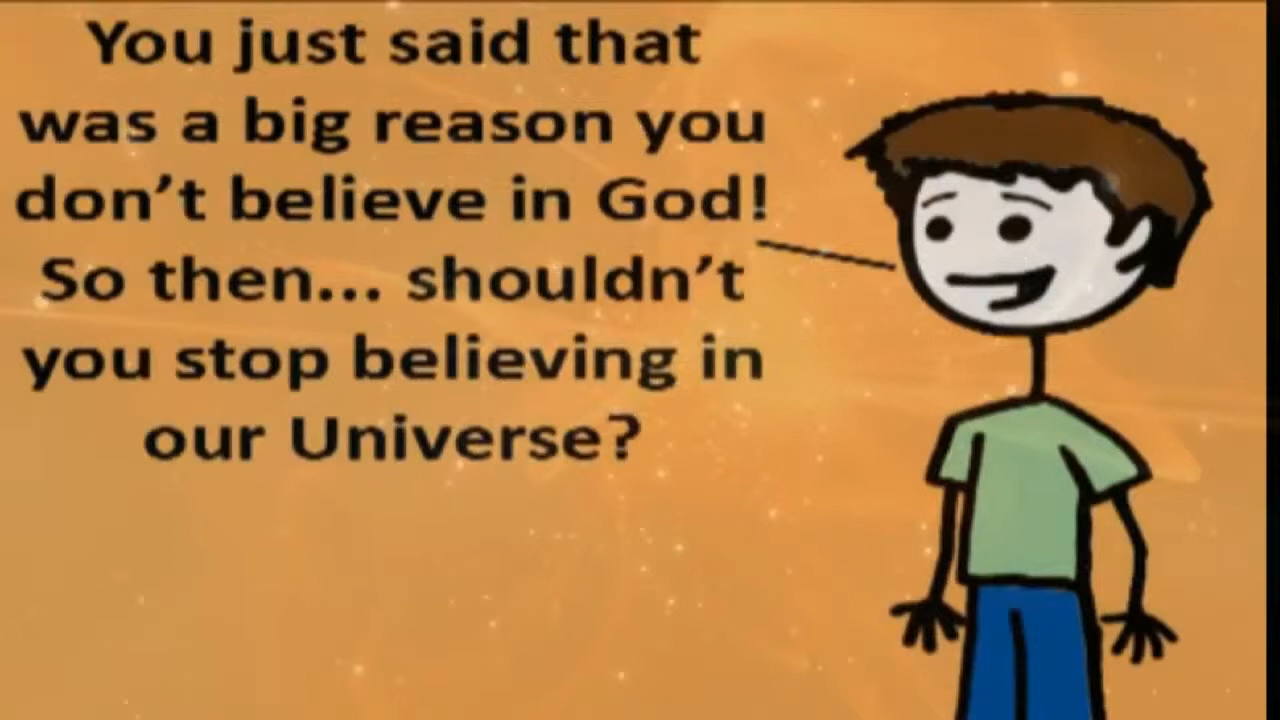 You just said that
was a big reason you
don't believe in God!
So then... shouldn't
you stop believing in
our Universe?